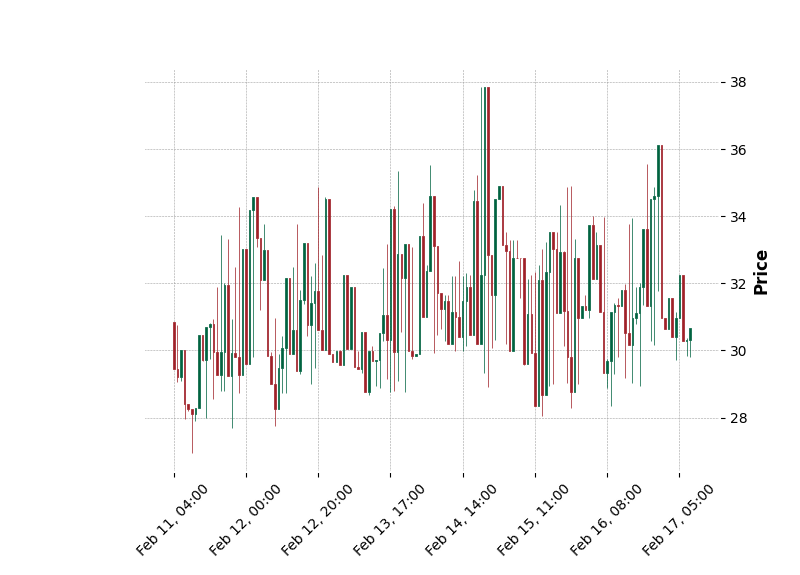 38
36
34
32
30
28
Price
Feb 11, 04:00
Feb 12, 00:00
Feb 12, 20:00
Feb 13, 17:00
Feb 14, 14:00
Feb 15, 11:00
Feb 16, 08:00
Feb 17, 05:00